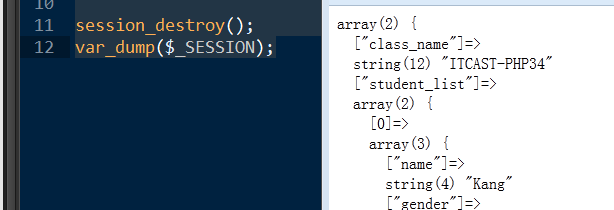 10
11 session_destroy();
12 var_dump($_SESSION);
array(2) {
["class_name"]=>
string(12) "ITCAST-PHP34"
["student_list"]=>
array(2) {
[0]=>
array(3) {
["name"]=>
string(4) "Kang"
["gender"]=>